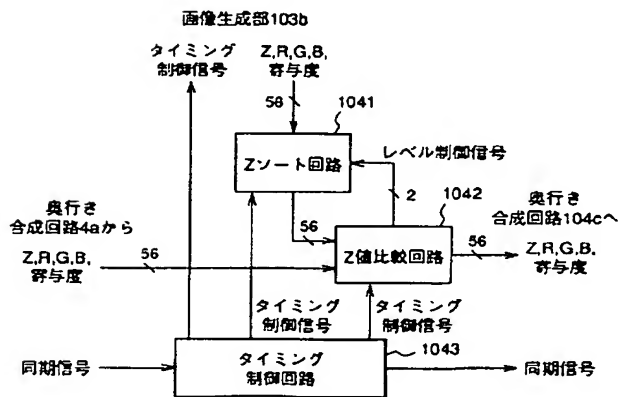 画像生成部103b
タイミング
制御信号
Z,R,G,B,
寄与度
56
1041
Zソート回路
レベル制御信号
2
1042
奥行き
合成回路4aから
Z,R,G,B,
寄与度
56
56
Z値比較回路
56
奥行き
合成回路104cへ
Z,R,G,B,
寄与度
タイミング
制御信号
タイミング
制御信号
1043
同期信号
タイミング
制御回路
同期信号